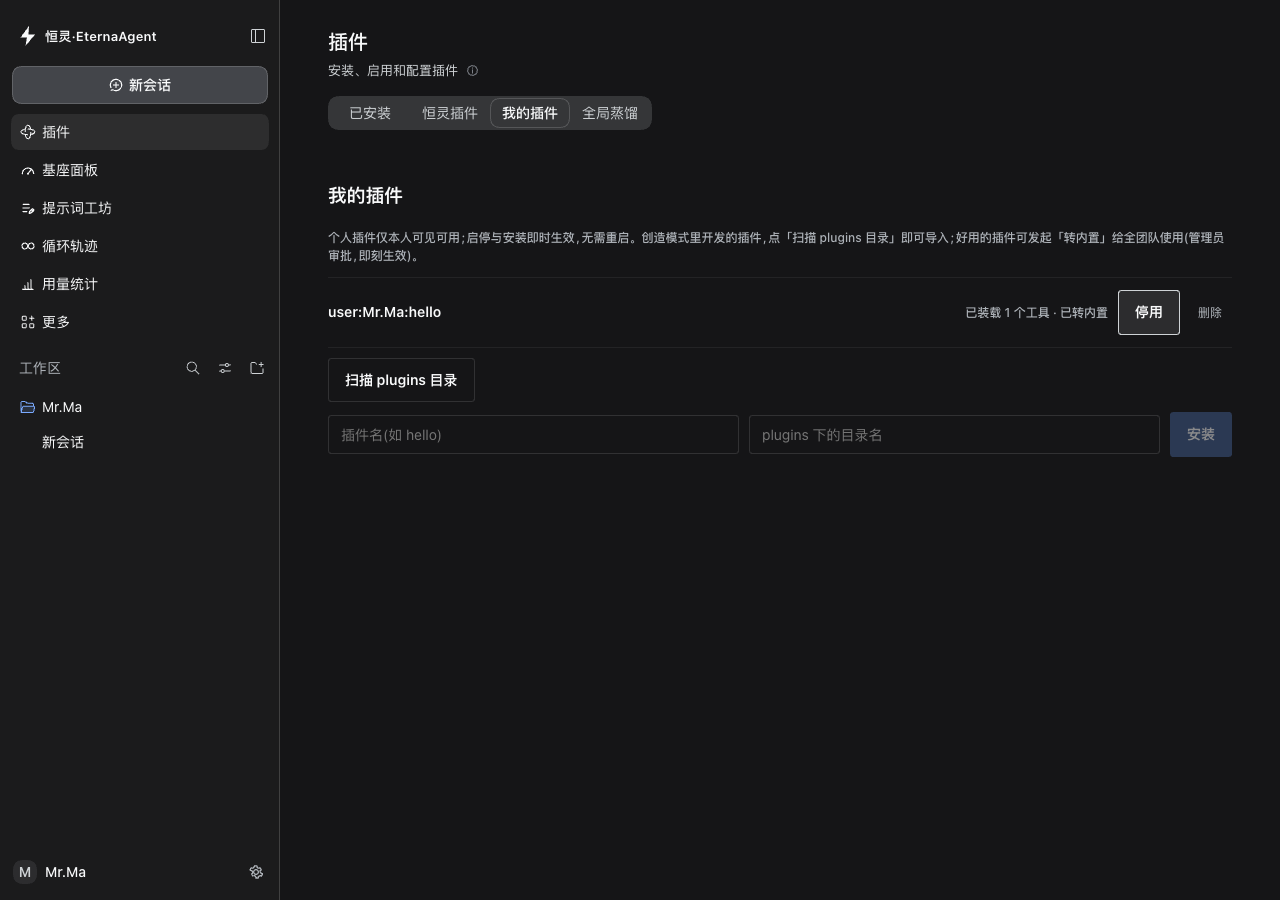 恒灵·EternaAgent
新会话
插件
基座面板
提示词工坊
循环轨迹
用量统计
更多
工作区
Mr.Ma
新会话
M Mr.Ma
插件
安装、启用和配置插件
已安装 恒灵插件 我的插件 全局蒸馏
我的插件
个人插件仅本人可见可用;启停与安装即时生效,无需重启。创造模式里开发的插件,点「扫描 plugins 目录」即可导入;好用的插件可发起「转内置」给全团队使用(管理员
审批,即刻生效)。
user:Mr.Ma:hello 已装载 1 个工具 · 已转内置 停用 删除
扫描 plugins 目录
插件名(如 hello) plugins 下的目录名 安装